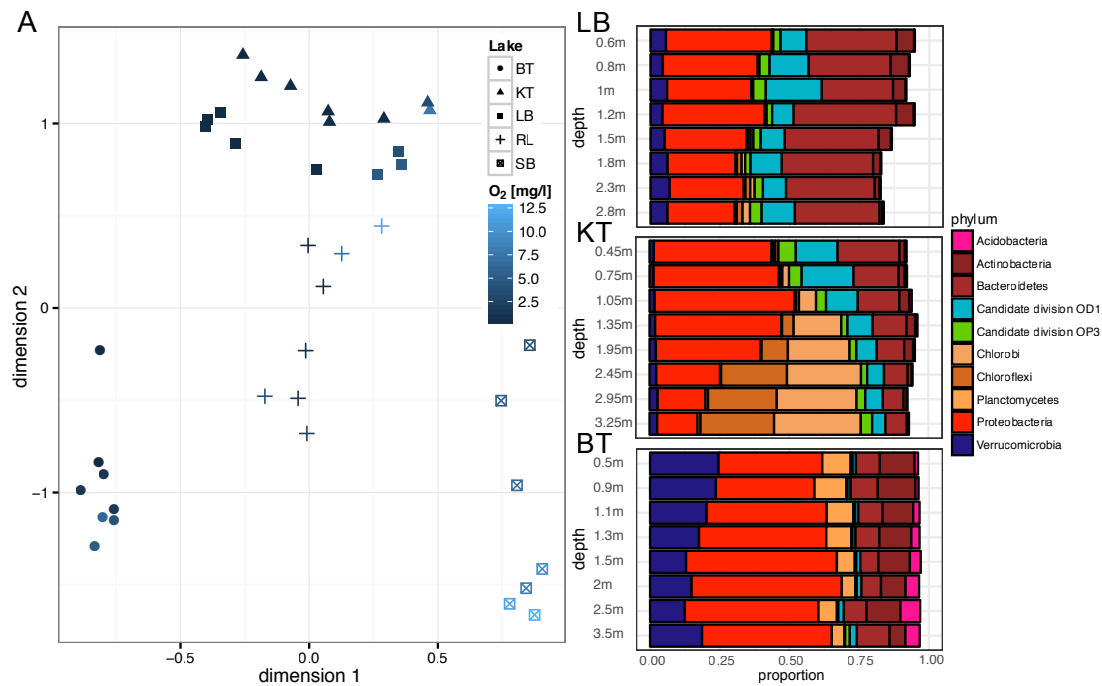 A
Lake
BT
KT
LB
RL
SB
O2 [mg/l]
12.5
10.0
7.5
5.0
2.5
1
0
−1
dimension 2
−0.5
0.0
0.5
dimension 1
LB
0.6m
0.8m
1m
1.2m
1.5m
1.8m
2.3m
2.8m
depth
KT
0.45m
0.75m
1.05m
1.35m
1.95m
2.45m
2.95m
3.25m
depth
BT
0.5m
0.9m
1.1m
1.3m
1.5m
2m
2.5m
3.5m
depth
0.00
0.25
0.50
0.75
1.00
proportion
phylum
Acidobacteria
Actinobacteria
Bacteroidetes
Candidate division OD1
Candidate division OP3
Chlorobi
Chloroflexi
Planctomycetes
Proteobacteria
Verrucomicrobia